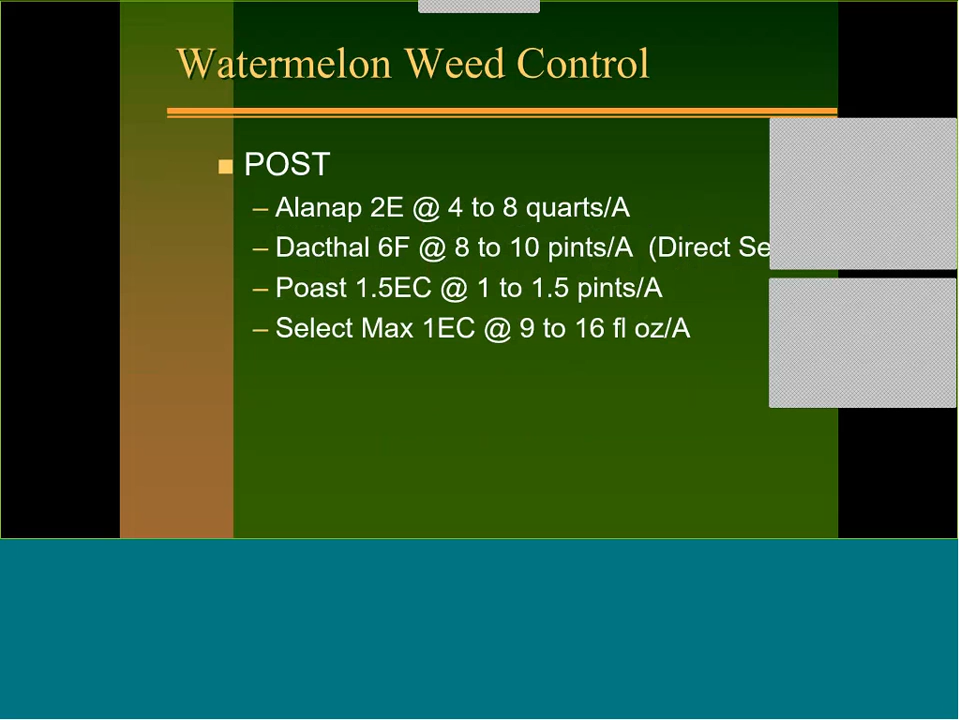 Watermelon Weed Control
POST
– Alanap 2E @ 4 to 8 quarts/A
– Dacthal 6F @ 8 to 10 pints/A (Direct
– Poast 1.5EC @ 1 to 1.5 pints/A
– Select Max 1EC @ 9 to 16 fl oz/A